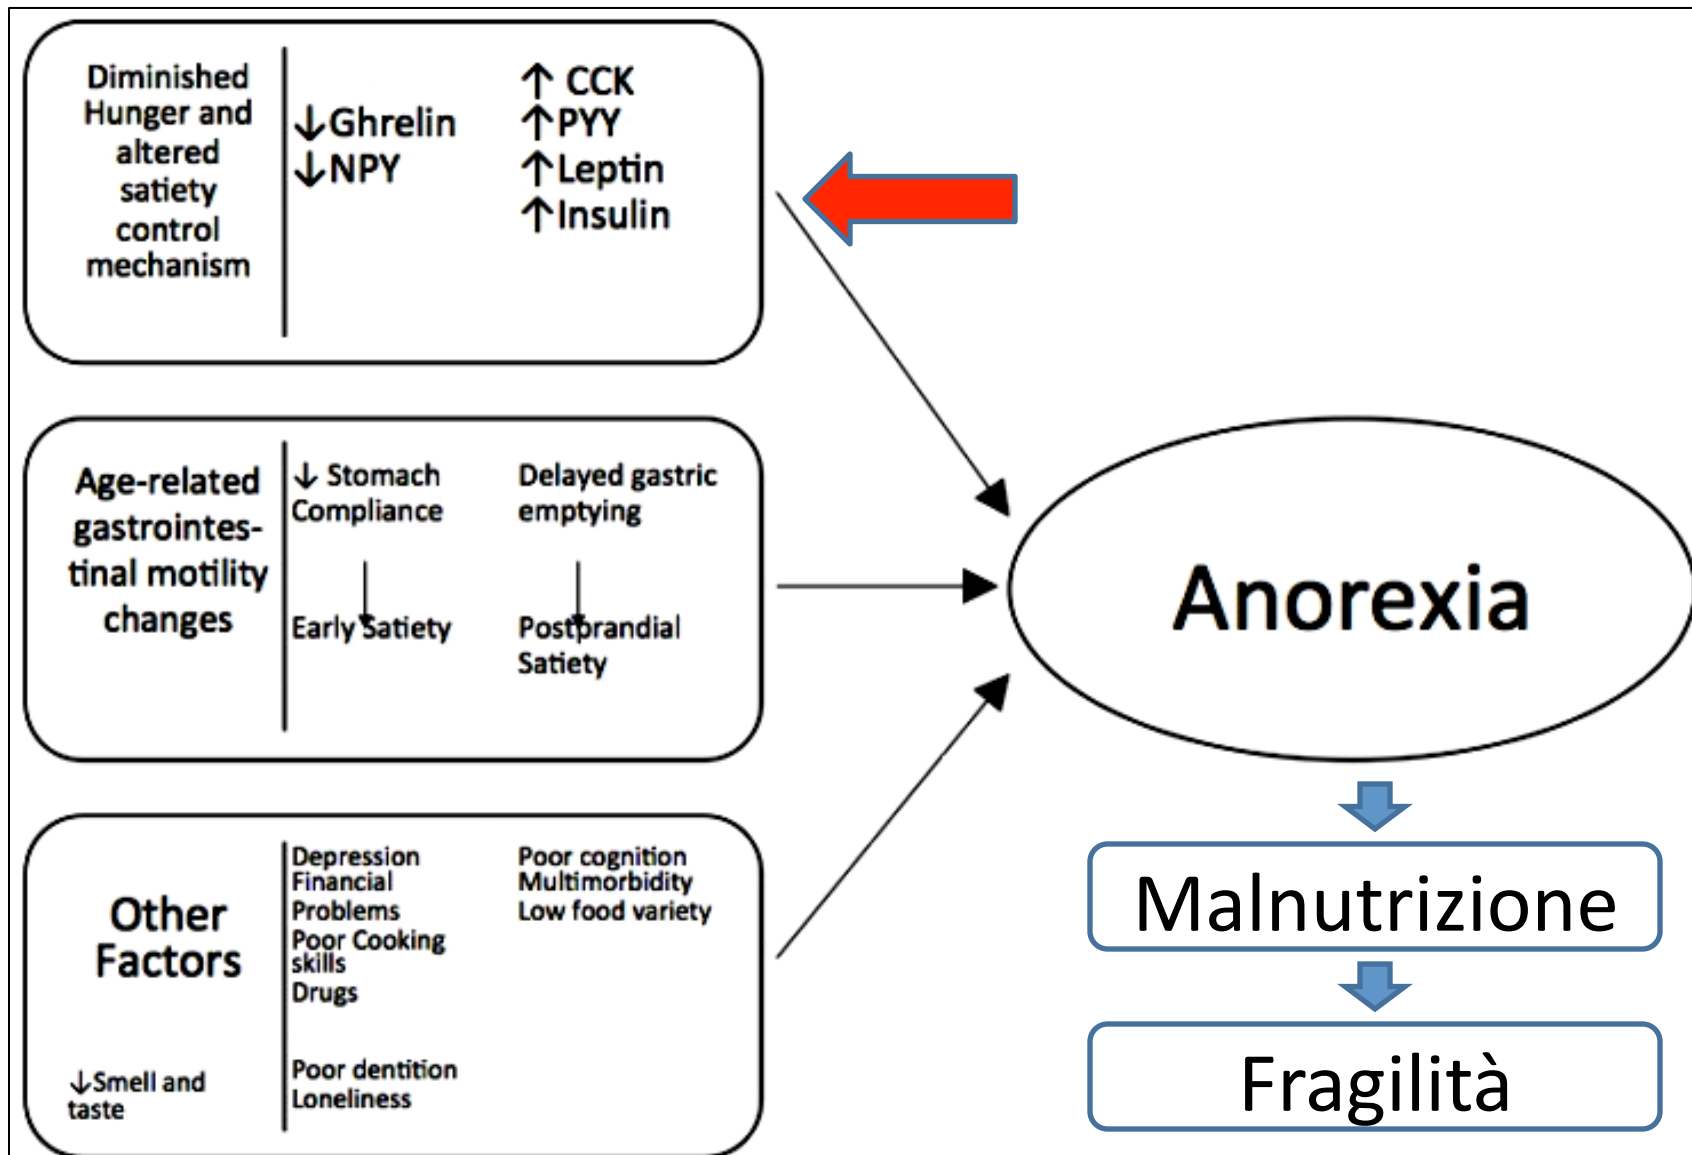 Diminished
Hunger and
altered
satiety
control
mechanism
↓Ghrelin
↓NPY
↑ CCK
↑PYY
↑Leptin
↑Insulin
Age-related
gastrointes-
tinal motility
changes
↓ Stomach
Compliance
Early Satiety
Delayed gastric
emptying
Postprandial
Satiety
Other
Factors
↓Smell and
taste
Depression
Financial
Problems
Poor Cooking
skills
Drugs
Poor dentition
Loneliness
Poor cognition
Multimorbidity
Low food variety
Anorexia
Malnutrizione
Fragilità